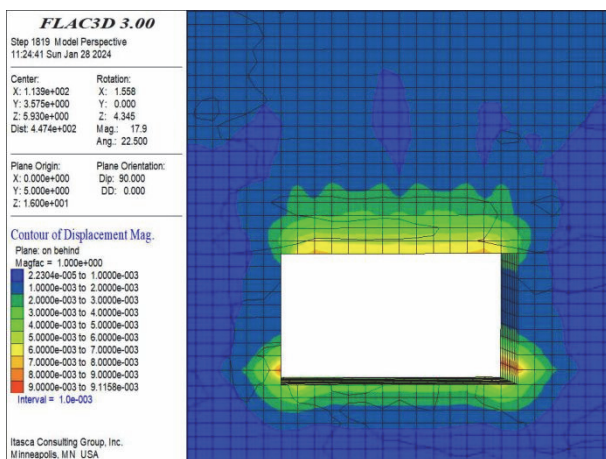 FLAC3D 3.00
Step 1819 Model Perspective
11:24:41 Sun Jan 28 2024
Center: Rotation:
X: 1.139e+002 X: 1.558
Y: 3.575e+000 Y: 0.000
Z: 5.930e+000 Z: 4.345
Dist: 4.474e+002 Mag.: 17.9
Ang.: 22.500
Plane Origin: Plane Orientation:
X: 0.000e+000 Dip: 90.000
Y: 5.000e+000 DD: 0.000
Z: 1.600e+001
Contour of Displacement Mag.
Plane: on behind
Magfac = 1.000e+000
2.2304e-005 to 1.0000e-003
1.0000e-003 to 2.0000e-003
2.0000e-003 to 3.0000e-003
3.0000e-003 to 4.0000e-003
4.0000e-003 to 5.0000e-003
5.0000e-003 to 6.0000e-003
6.0000e-003 to 7.0000e-003
7.0000e-003 to 8.0000e-003
8.0000e-003 to 9.0000e-003
9.0000e-003 to 9.1158e-003
Interval = 1.0e-003
Itasca Consulting Group, Inc.
Minneapolis, MN USA